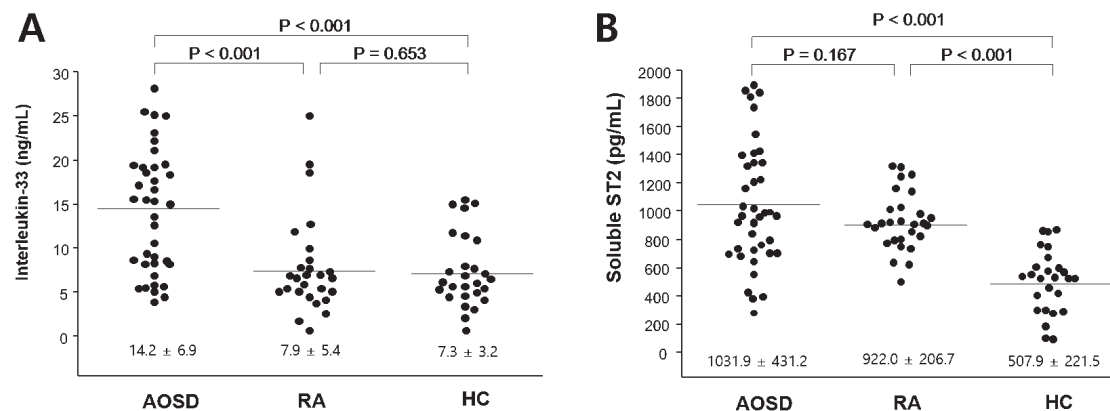 A
P < 0.001
P < 0.001
P = 0.653
Interleukin-33 (ng/mL)
30
25
20
15
10
5
0
14.2 ± 6.9
7.9 ± 5.4
7.3 ± 3.2
AOSD
RA
HC
B
P < 0.001
P = 0.167
P < 0.001
Soluble ST2 (pg/mL)
2000
1800
1600
1400
1200
1000
800
600
400
200
0
1031.9 ± 431.2
922.0 ± 206.7
507.9 ± 221.5
AOSD
RA
HC